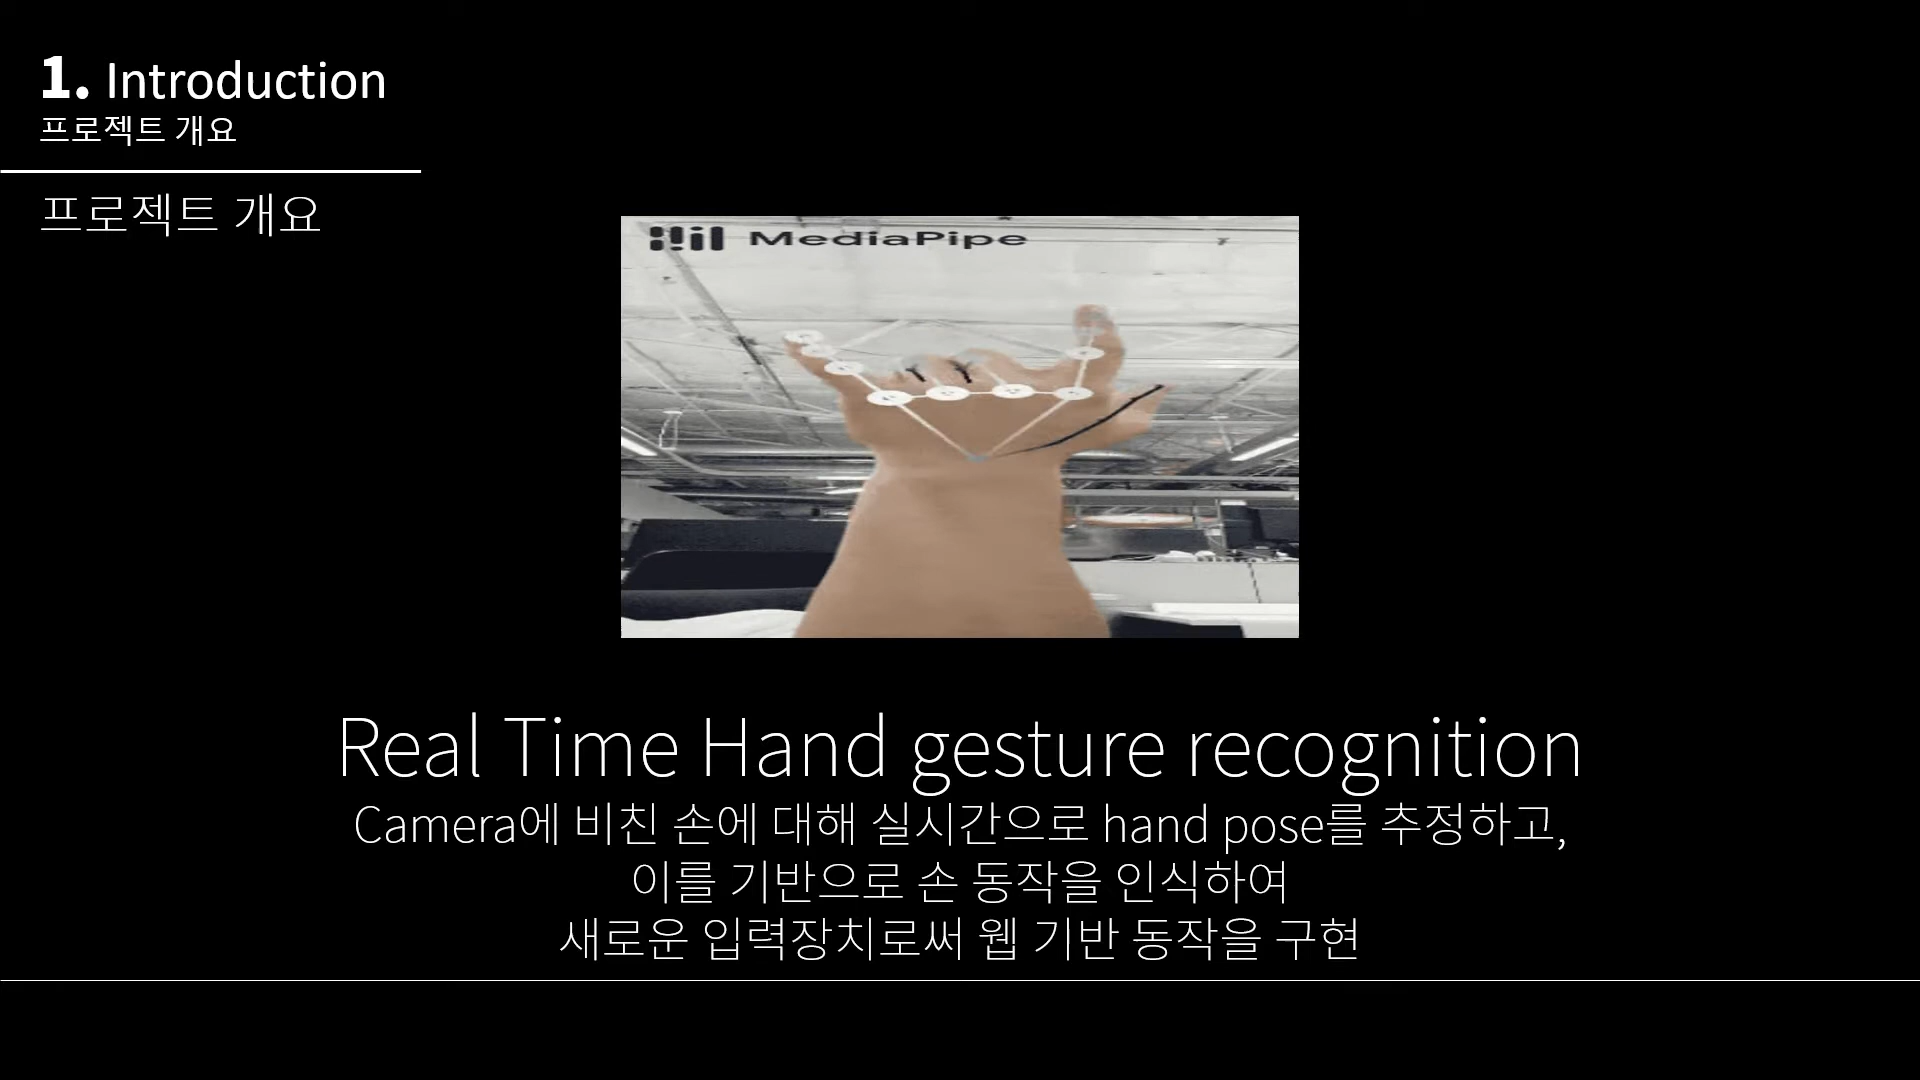 1. Introduction
프로젝트 개요
프로젝트 개요
MediaPipe
Real Time Hand gesture recognition
Camera에 비친 손에 대해 실시간으로 hand pose를 추정하고,
이를 기반으로 손 동작을 인식하여
새로운 입력장치로써 웹 기반 동작을 구현